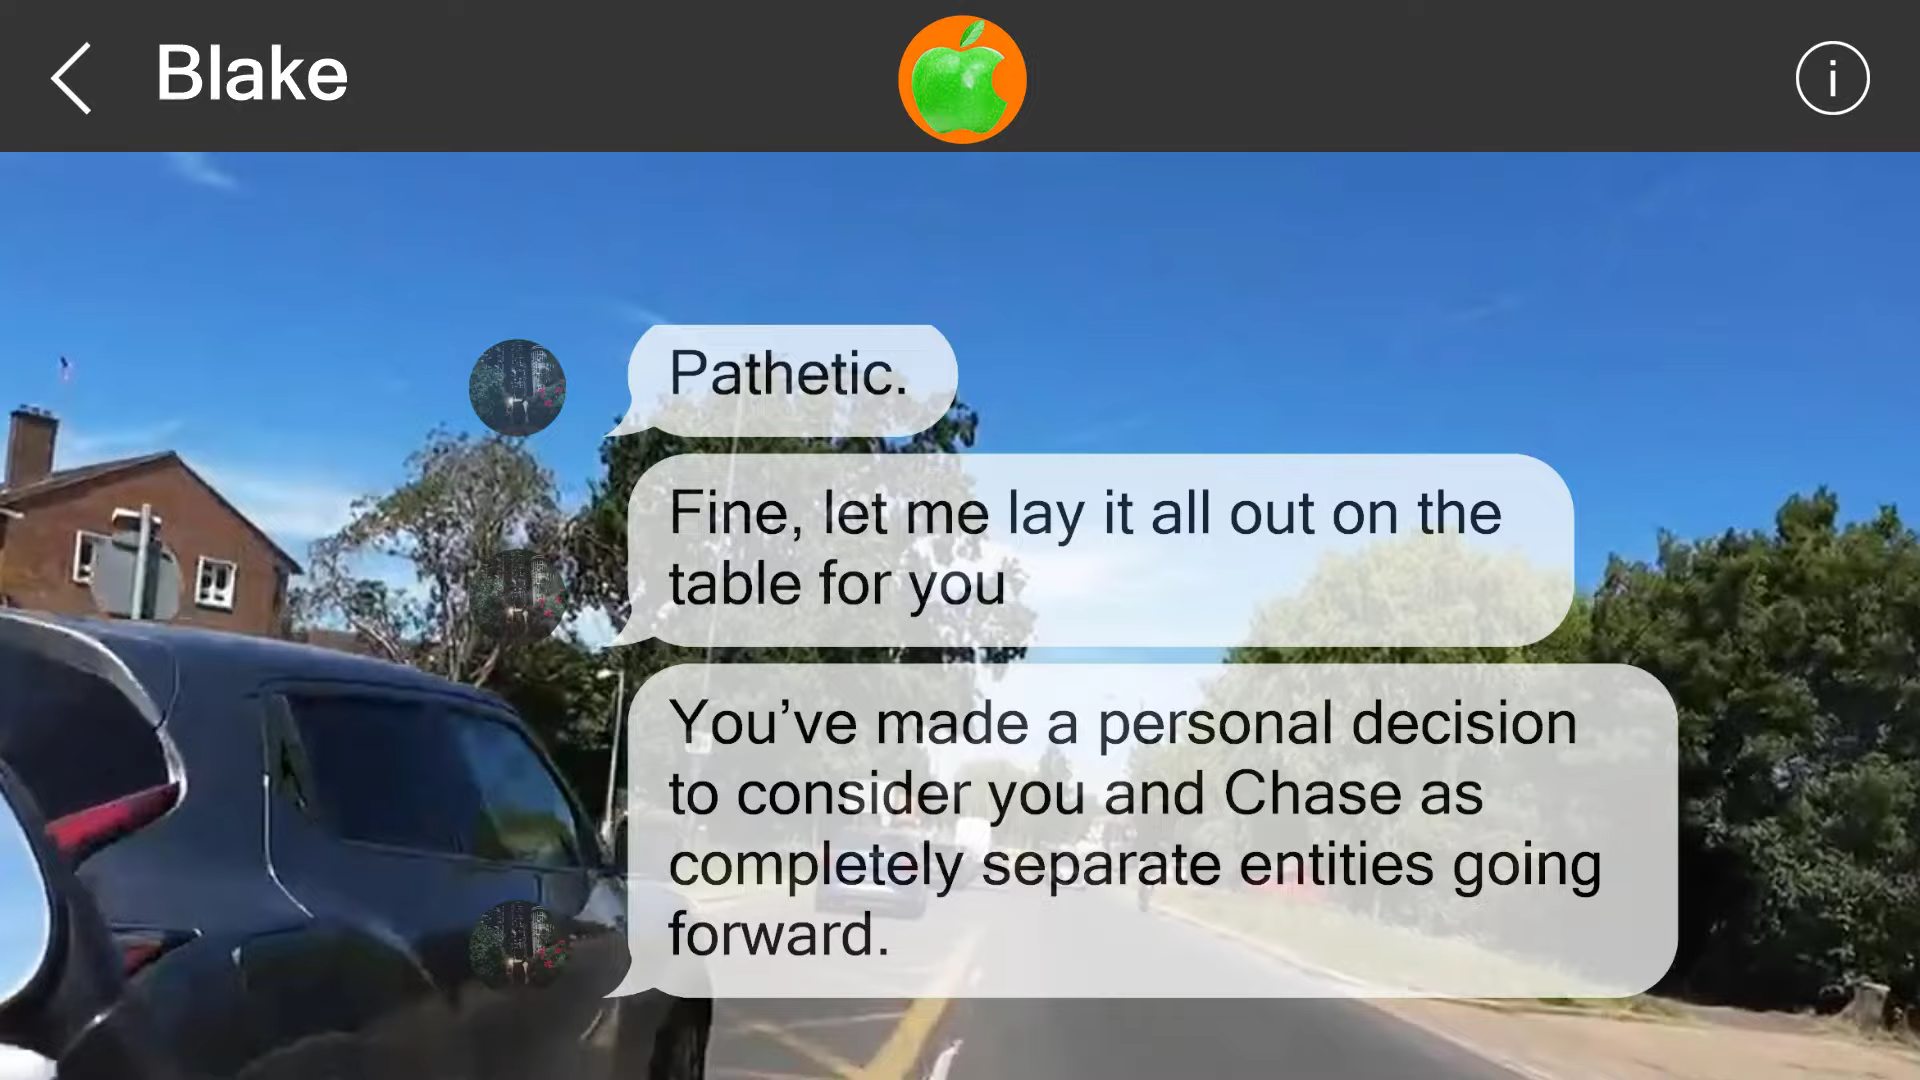 Blake
Pathetic.
Fine, let me lay it all out on the
table for you
You’ve made a personal decision
to consider you and Chase as
completely separate entities going
forward.